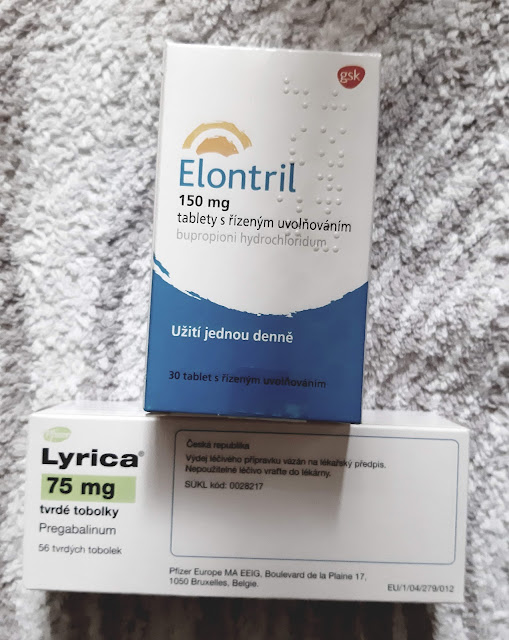 gsk
Elontril
150 mg
tablety s řízeným uvolňováním
bupropioni hydrochloridum
Užití jednou denně
30 tablet s řízeným uvolňováním
Pfizer
Lyrica®
75 mg
tvrdé tobolky
Pregabalinum
56 tvrdých tobolek
Česká republika
Výdej léčivého přípravku vázán na lékařský předpis.
Nepoužitelné léčivo vraťte do lékárny.
SÚKL kód: 0028217
Pfizer Europe MA EEIG, Boulevard de la Plaine 17,
1050 Bruxelles, Belgie.
EU/1/04/279/012